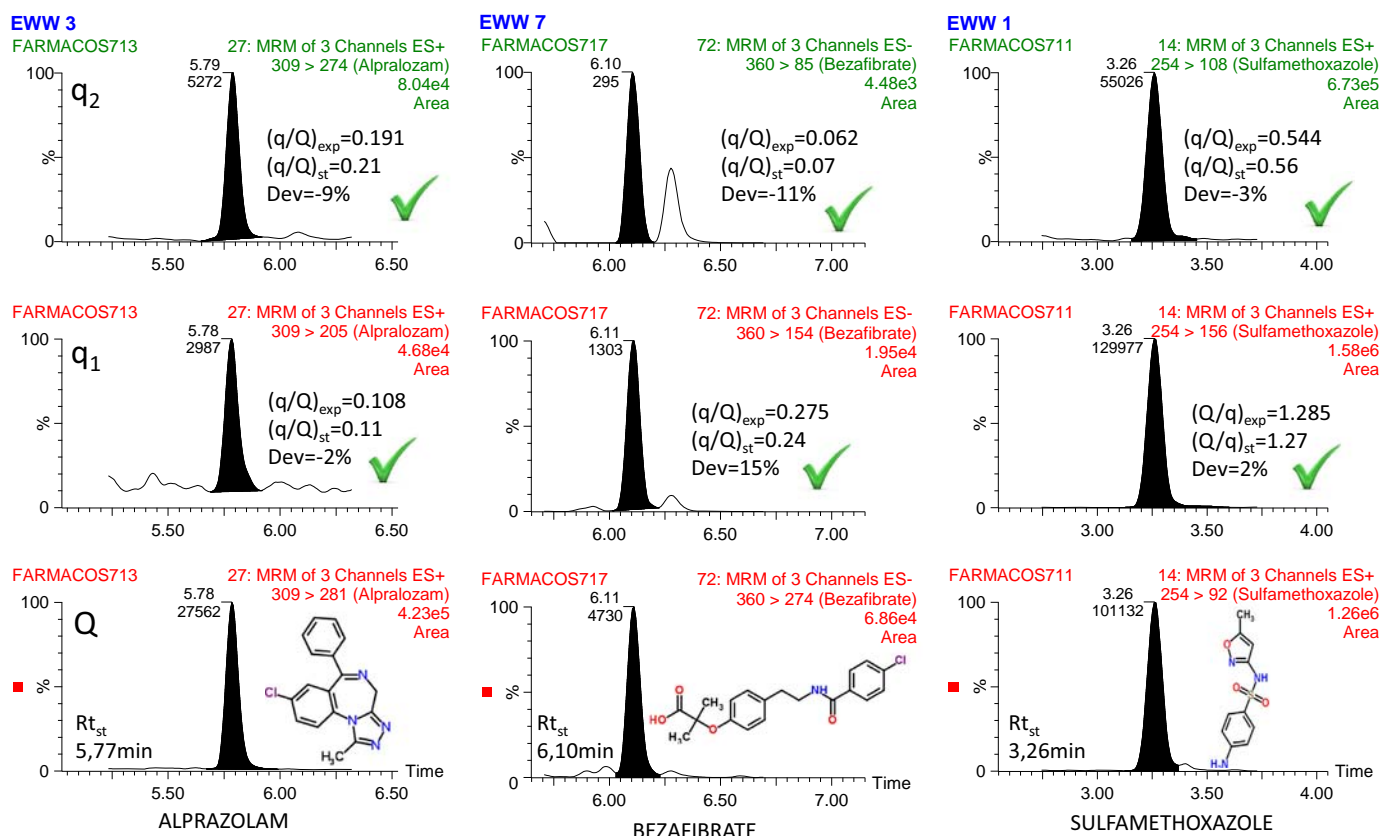 EWW 3
FARMACOS713
27: MRM of 3 Channels ES+
309 > 274 (Alpralozam)
8.04e4
Area
5.79
5272
100
q2
%
0
(q/Q)exp=0.191
(q/Q)st=0.21
Dev=-9%
5.50 6.00 6.50
EWW 7
FARMACOS717
72: MRM of 3 Channels ES-
360 > 85 (Bezafibrate)
4.48e3
Area
6.10
295
100
%
0
(q/Q)exp=0.062
(q/Q)st=0.07
Dev=-11%
6.00 6.50 7.00
EWW 1
FARMACOS711
14: MRM of 3 Channels ES+
254 > 108 (Sulfamethoxazole)
6.73e5
Area
3.26
55026
100
%
0
(q/Q)exp=0.544
(q/Q)st=0.56
Dev=-3%
3.00 3.50 4.00
FARMACOS713
27: MRM of 3 Channels ES+
309 > 205 (Alpralozam)
4.68e4
Area
5.78
2987
100
q1
%
0
(q/Q)exp=0.108
(q/Q)st=0.11
Dev=-2%
5.50 6.00 6.50
FARMACOS717
72: MRM of 3 Channels ES-
360 > 154 (Bezafibrate)
1.95e4
Area
6.11
1303
100
%
0
(q/Q)exp=0.275
(q/Q)st=0.24
Dev=15%
6.00 6.50 7.00
FARMACOS711
14: MRM of 3 Channels ES+
254 > 156 (Sulfamethoxazole)
1.58e6
Area
3.26
129977
100
%
0
(Q/q)exp=1.285
(Q/q)st=1.27
Dev=2%
3.00 3.50 4.00
FARMACOS713
27: MRM of 3 Channels ES+
309 > 281 (Alpralozam)
4.23e5
Area
5.78
27562
100
Q
%
0
Rtst
5,77min
Cl
N
N
N
N
CH3
Time
5.50 6.00 6.50
ALPRAZOLAM
FARMACOS717
72: MRM of 3 Channels ES-
360 > 274 (Bezafibrate)
6.86e4
Area
6.11
4730
100
%
0
Rtst
6,10min
Cl
NH
O
O
CH3
HO
H3C
O
Time
6.00 6.50 7.00
BEZAFIBRATE
FARMACOS711
14: MRM of 3 Channels ES+
254 > 92 (Sulfamethoxazole)
1.26e6
Area
3.26
101132
100
%
0
Rtst
3,26min
CH3
O
N
NH
O
S
O
H2N
Time
3.00 3.50 4.00
SULFAMETHOXAZOLE